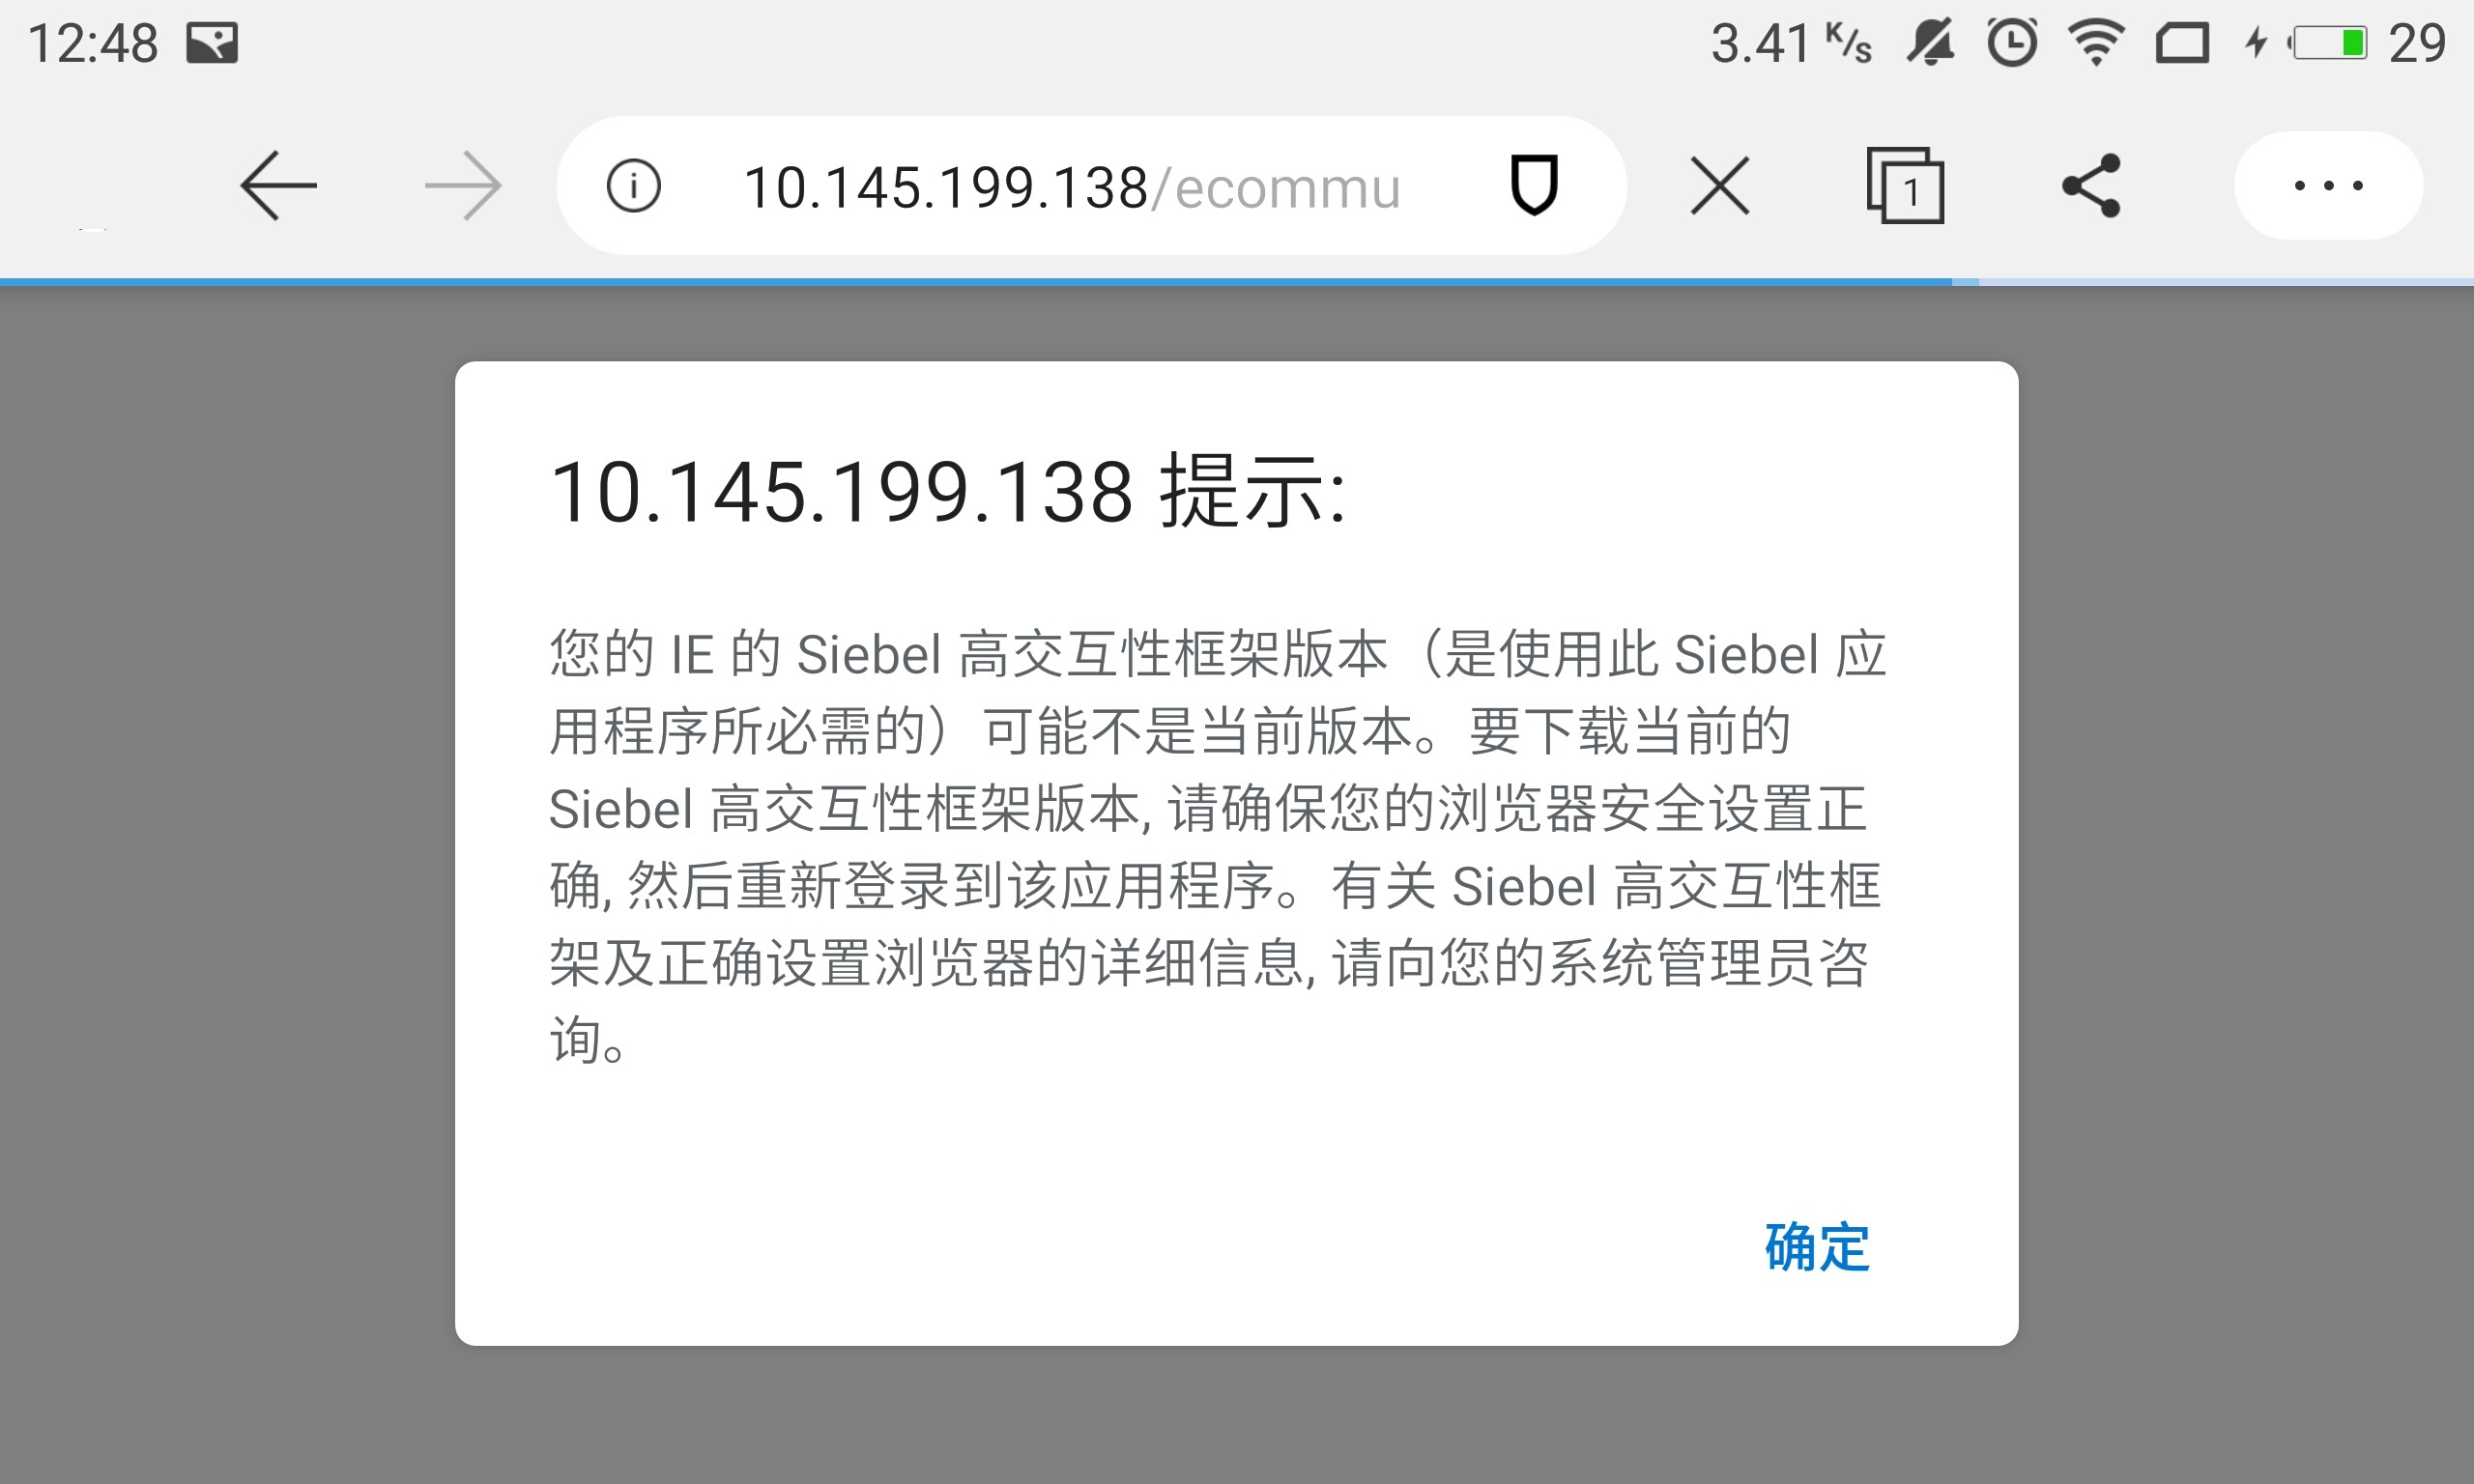 12:48
3.41 K/s
29
10.145.199.138/ecommu
1
10.145.199.138 提示:
您的 IE 的 Siebel 高交互性框架版本（是使用此 Siebel 应
用程序所必需的）可能不是当前版本。要下载当前的
Siebel 高交互性框架版本, 请确保您的浏览器安全设置正
确, 然后重新登录到该应用程序。有关 Siebel 高交互性框
架及正确设置浏览器的详细信息, 请向您的系统管理员咨
询。
确定